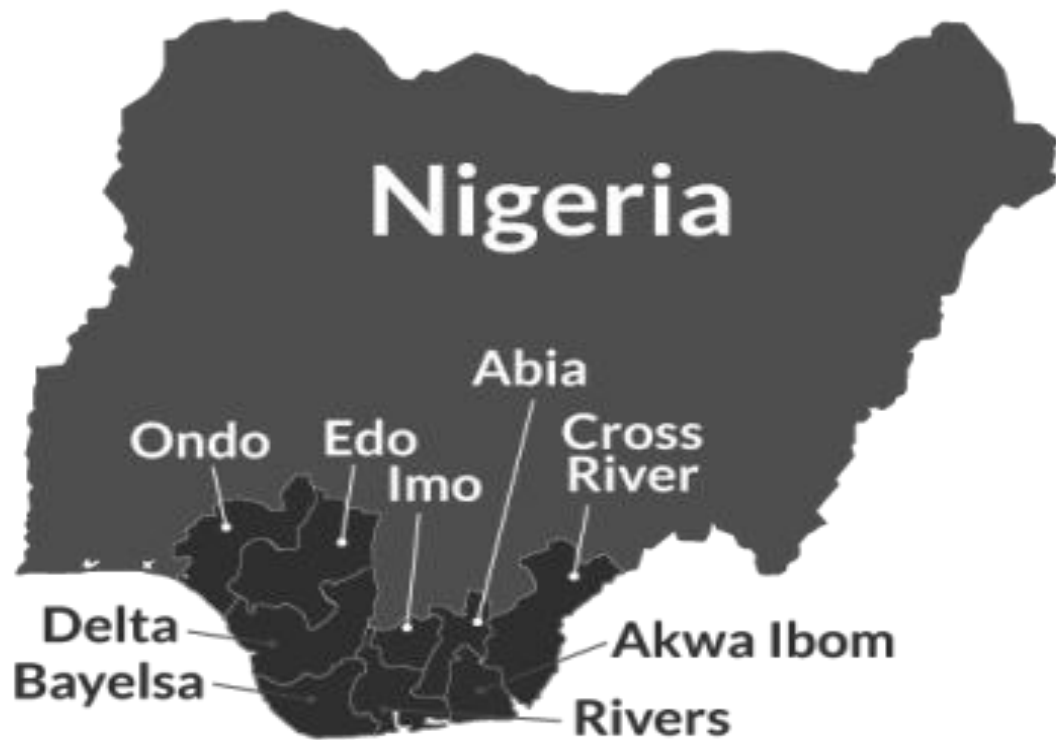 Nigeria
Abia
Ondo
Edo
Cross
River
Imo
Delta
Akwa Ibom
Bayelsa
Rivers